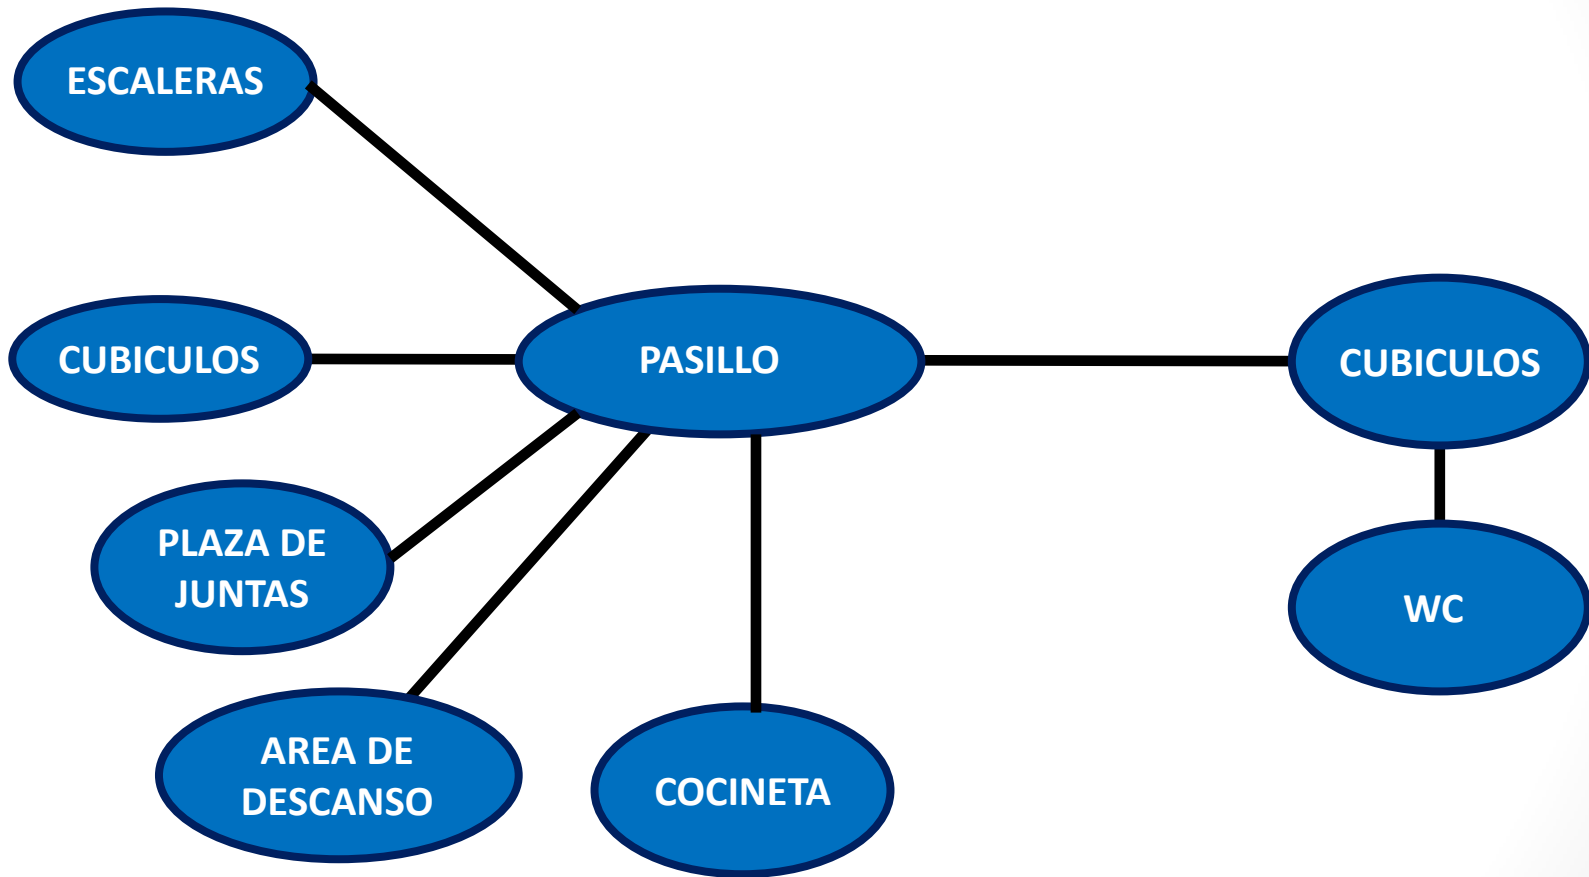 ESCALERAS
CUBICULOS
PASILLO
CUBICULOS
PLAZA DE
JUNTAS
WC
AREA DE
DESCANSO
COCINETA